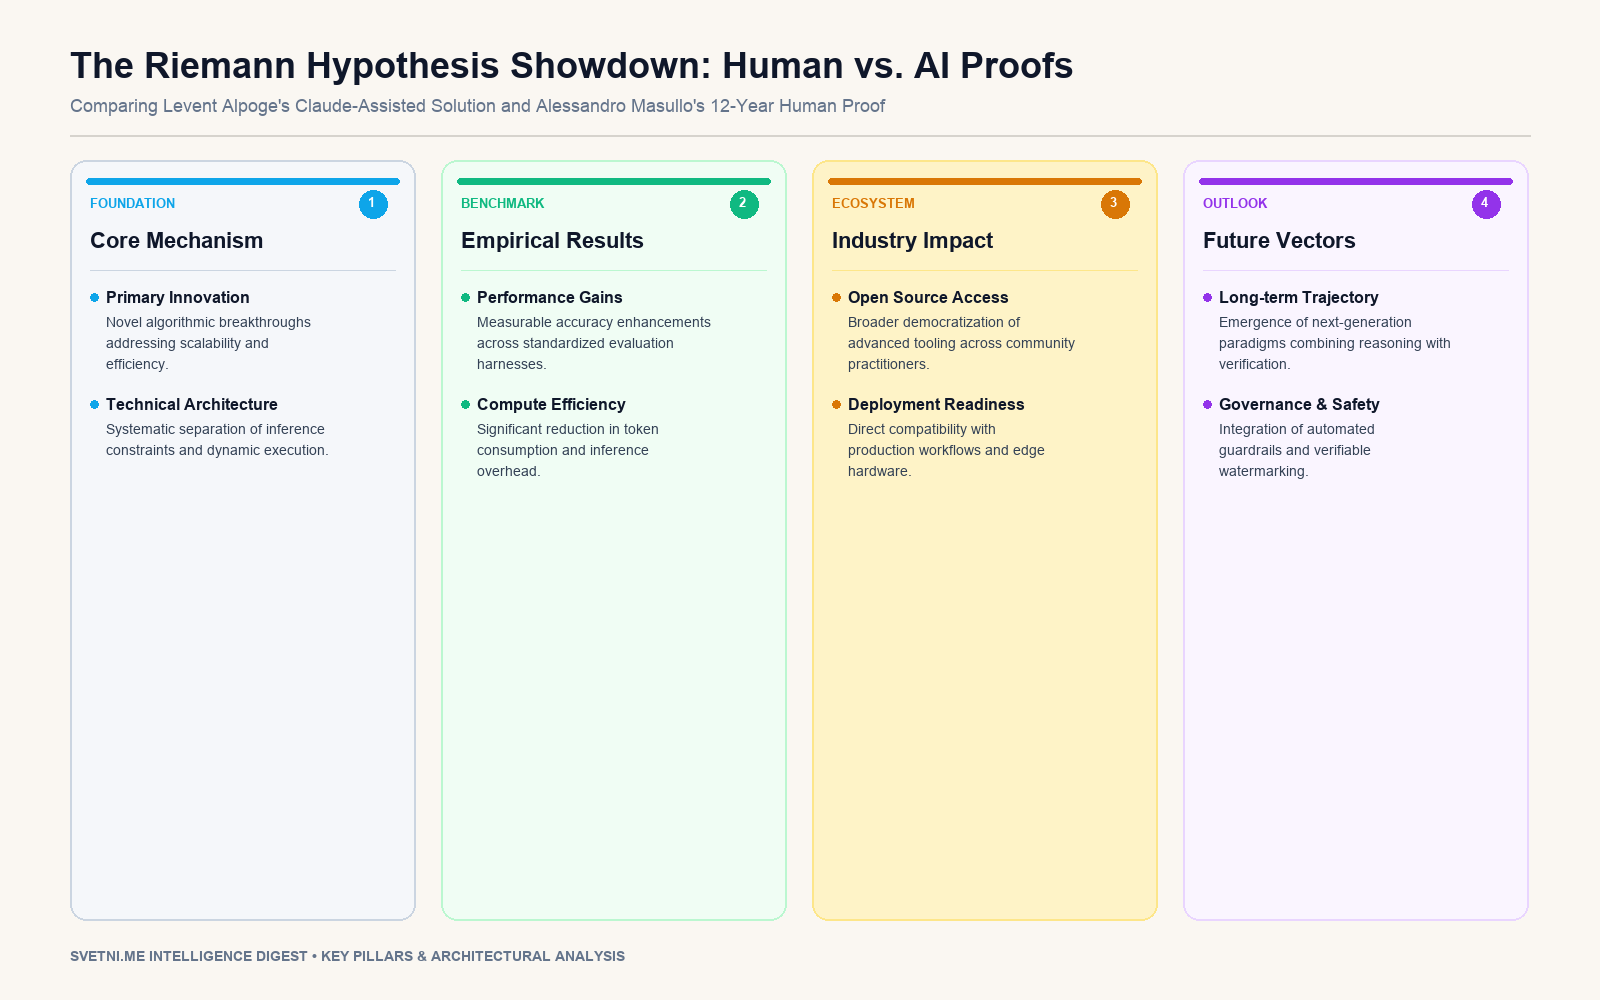 The Riemann Hypothesis Showdown: Human vs. AI Proofs
Comparing Levent Alpoge's Claude-Assisted Solution and Alessandro Masullo's 12-Year Human Proof
FOUNDATION
1
Core Mechanism
Primary Innovation
Novel algorithmic breakthroughs
addressing scalability and
efficiency.
Technical Architecture
Systematic separation of inference
constraints and dynamic execution.
BENCHMARK
2
Empirical Results
Performance Gains
Measurable accuracy enhancements
across standardized evaluation
harnesses.
Compute Efficiency
Significant reduction in token
consumption and inference
overhead.
ECOSYSTEM
3
Industry Impact
Open Source Access
Broader democratization of
advanced tooling across community
practitioners.
Deployment Readiness
Direct compatibility with
production workflows and edge
hardware.
OUTLOOK
4
Future Vectors
Long-term Trajectory
Emergence of next-generation
paradigms combining reasoning with
verification.
Governance & Safety
Integration of automated
guardrails and verifiable
watermarking.
SVETNI.ME INTELLIGENCE DIGEST • KEY PILLARS & ARCHITECTURAL ANALYSIS